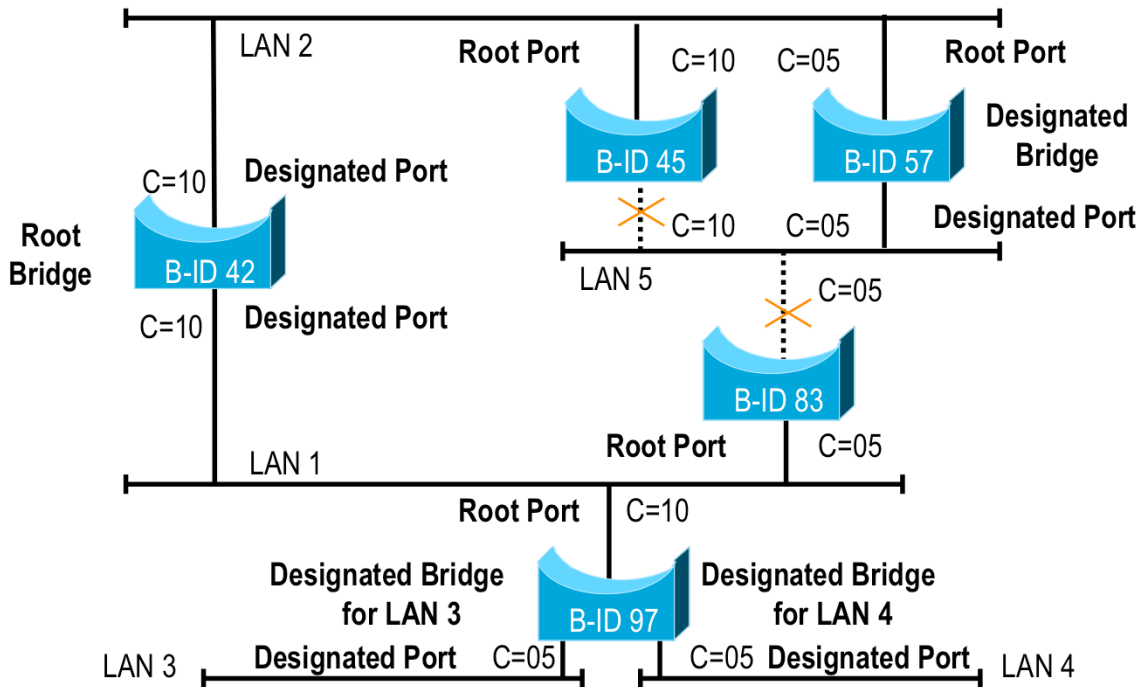 LAN 2
Root Port
C=10
C=05
Root Port
B-ID 45
B-ID 57
Designated
Bridge
C=10
Designated Port
C=10
C=05
Designated Port
Root
Bridge
B-ID 42
LAN 5
C=05
C=10
Designated Port
B-ID 83
Root Port
C=05
LAN 1
Root Port
C=10
Designated Bridge
for LAN 3
B-ID 97
Designated Bridge
for LAN 4
LAN 3
Designated Port
C=05
C=05
Designated Port
LAN 4